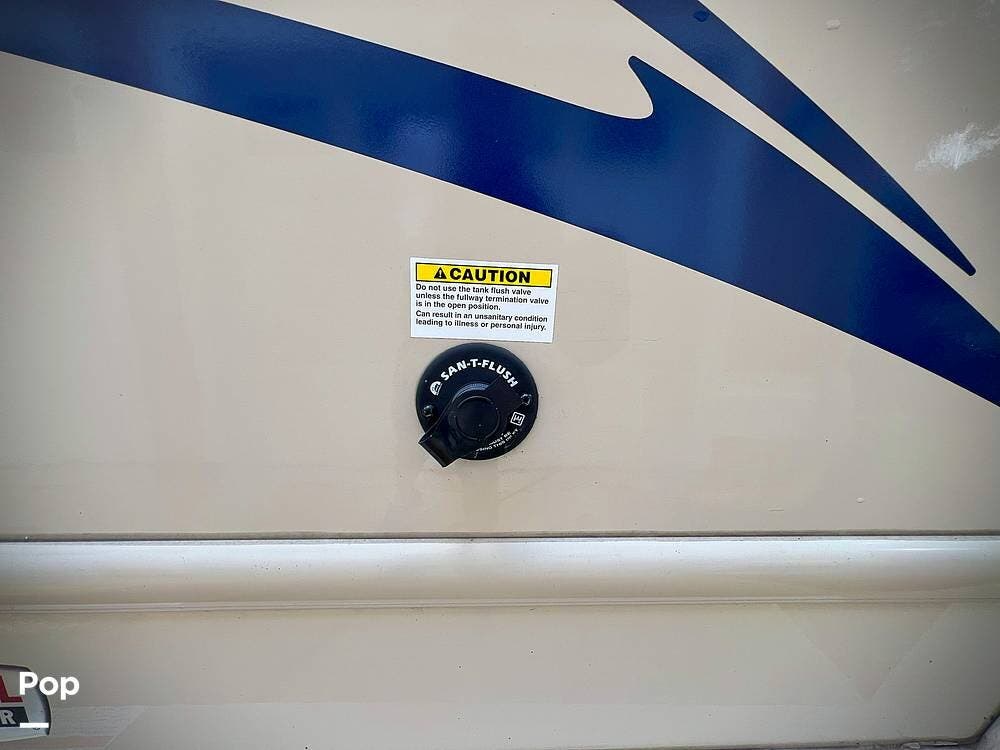 CAUTION
Do not use the tank flush valve
unless the fullway termination valve
is in the open position.
Can result in an unsanitary condition
leading to illness or personal injury.
SAN-T-FLUSH
Pop
L
R